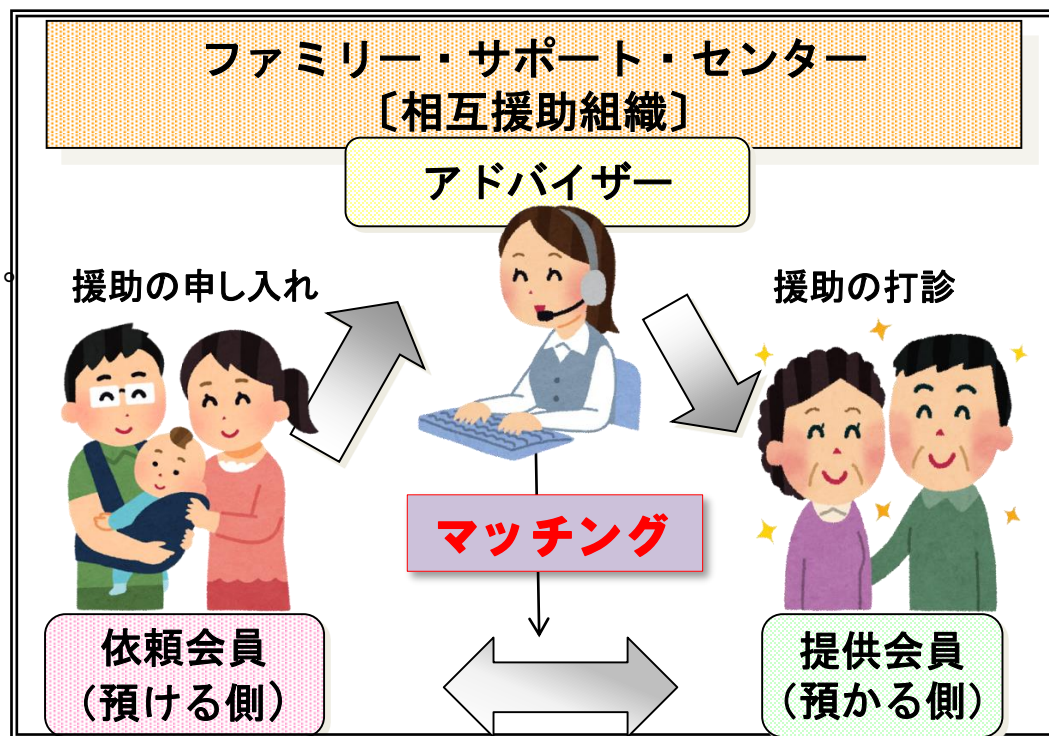 ファミリー・サポート・センター
〔相互援助組織〕
アドバイザー
援助の申し入れ
援助の打診
マッチング
依頼会員
（預ける側）
提供会員
（預かる側）
。